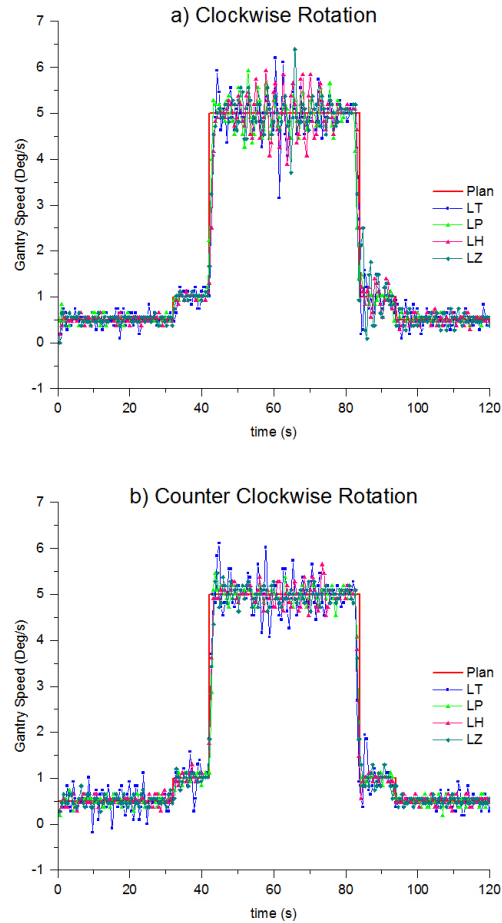 a) Clockwise Rotation
7
6
5
4
3
2
1
0
-1
Gantry Speed (Deg/s)
Plan
LT
LP
LH
LZ
0 20 40 60 80 100 120
time (s)
b) Counter Clockwise Rotation
7
6
5
4
3
2
1
0
-1
Gantry Speed (Deg/s)
Plan
LT
LP
LH
LZ
0 20 40 60 80 100 120
time (s)